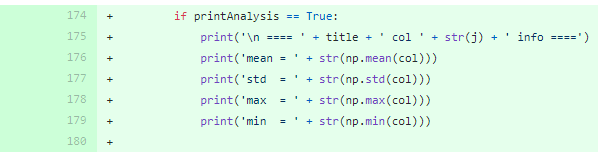 174 + if printAnalysis == True:
175 + print('\n ==== ' + title + ' col ' + str(j) + ' info ====')
176 + print('mean = ' + str(np.mean(col)))
177 + print('std  = ' + str(np.std(col)))
178 + print('max  = ' + str(np.max(col)))
179 + print('min  = ' + str(np.min(col)))
180 +